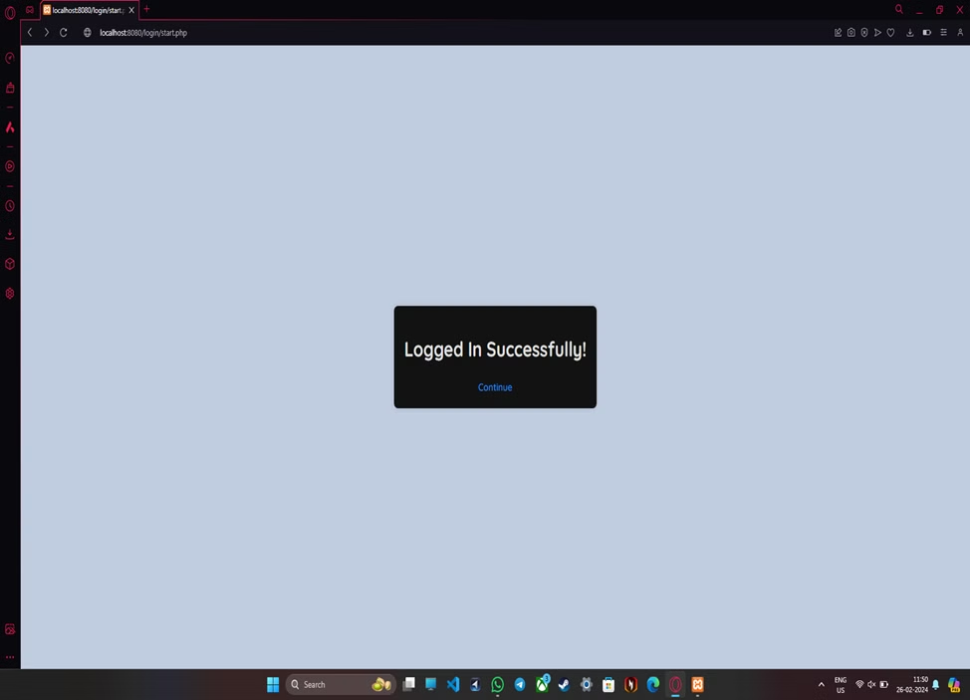 localhost:8080/login/start.
localhost:8080/login/start.php
Logged In Successfully!
Continue
Search
ENG
US
11:50
26-02-2024